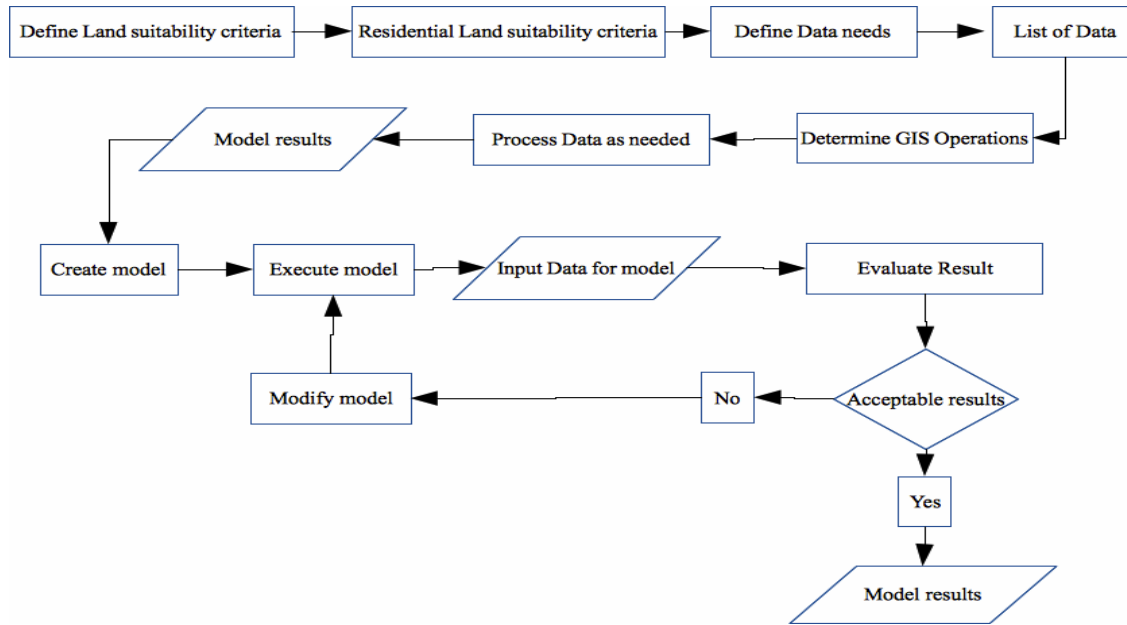 Define Land suitability criteria
Residential Land suitability criteria
Define Data needs
List of Data
Determine GIS Operations
Process Data as needed
Model results
Create model
Execute model
Input Data for model
Evaluate Result
Acceptable results
No
Modify model
Yes
Model results